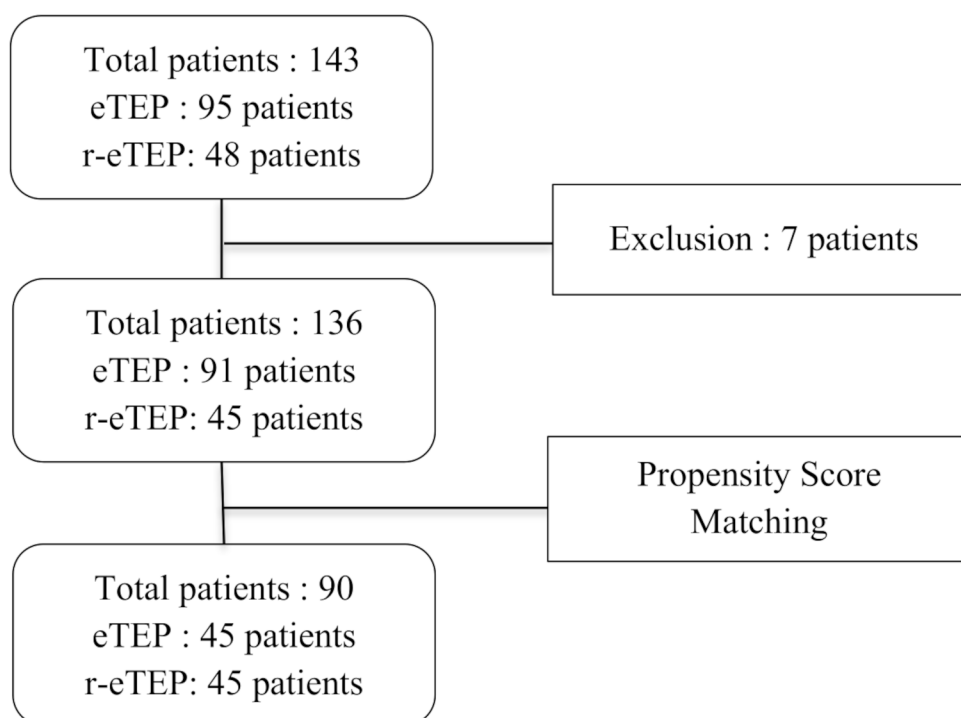 Total patients : 143
eTEP : 95 patients
r-eTEP: 48 patients
Exclusion : 7 patients
Total patients : 136
eTEP : 91 patients
r-eTEP: 45 patients
Propensity Score
Matching
Total patients : 90
eTEP : 45 patients
r-eTEP: 45 patients